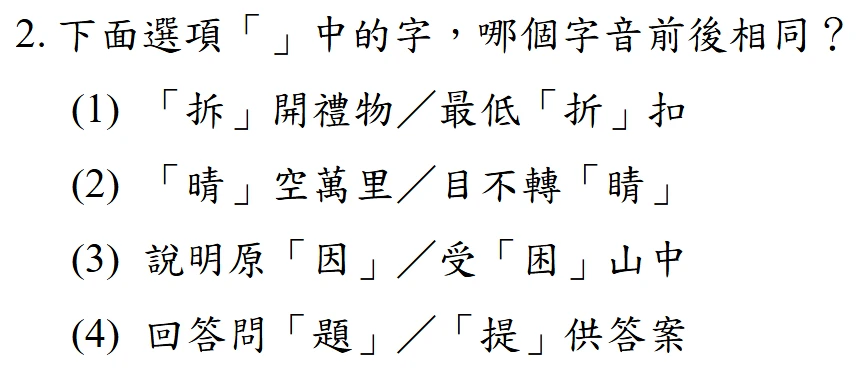 2. 下面選項「」中的字，哪個字音前後相同？
(1) 「拆」開禮物／最低「折」扣
(2) 「晴」空萬里／目不轉「睛」
(3) 說明原「因」／受「困」山中
(4) 回答問「題」／「提」供答案